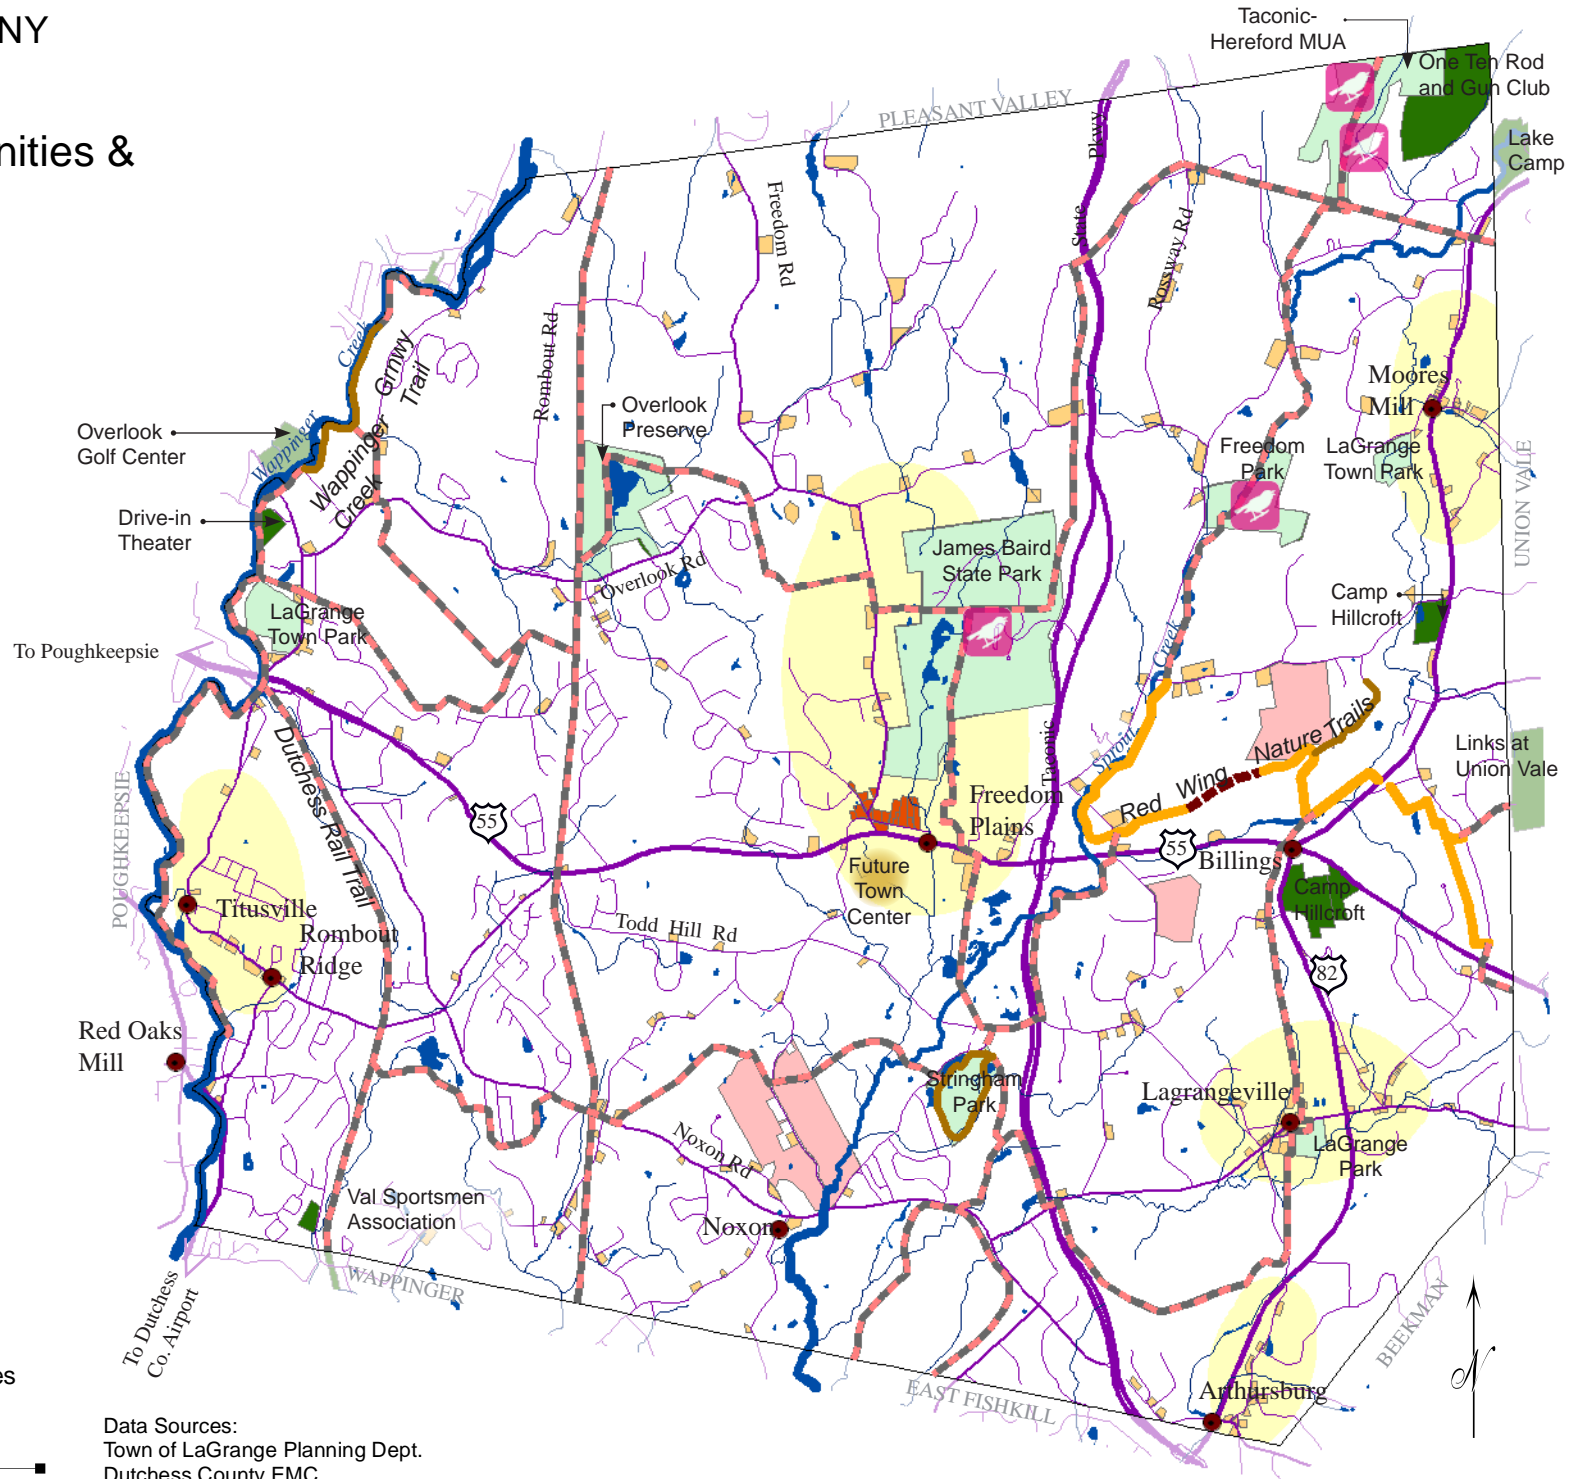 NY
nities &
Taconic-
Hereford MUA
One Ten Rod
and Gun Club
Lake
Camp
PLEASANT VALLEY
Pkwy
State
Freedom Rd
Rossway Rd
Rombout Rd
Creek
Grnwy
Trail
Wappinger
Wappinger
Creek
Overlook
Golf Center
Overlook
Preserve
Moores
Mill
Freedom
Park
LaGrange
Town Park
UNION VALE
Drive-in
Theater
Overlook Rd
James Baird
State Park
LaGrange
Town Park
To Poughkeepsie
Camp
Hillcroft
Creek
Sprout
Taconic
Red Wing Nature Trails
Links at
Union Vale
Dutchess Rail Trail
POUGHKEEPSIE
55
Freedom
Plains
55
Billings
Future
Town
Center
Camp
Hillcroft
Titusville
Rombout
Ridge
Todd Hill Rd
82
Red Oaks
Mill
Stringham
Park
Lagrangeville
LaGrange
Park
Noxon Rd
Val Sportsmen
Association
Noxon
WAPPINGER
To Dutchess
Co. Airport
BEEKMAN
N
EAST FISHKILL
Arthursburg
es
Data Sources:
Town of LaGrange Planning Dept.
Dutchess County EMC